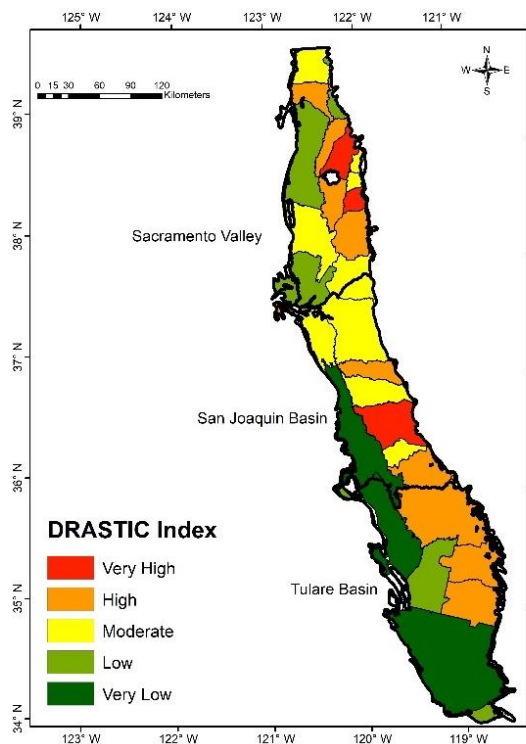 125° W 124° W 123° W 122° W 121° W
N
W E
S
0 15 30 60 90 120
Kilometers
39° N
38° N
37° N
36° N
35° N
34° N
Sacramento Valley
San Joaquin Basin
Tulare Basin
DRASTIC Index
Very High
High
Moderate
Low
Very Low
123° W 122° W 121° W 120° W 119° W